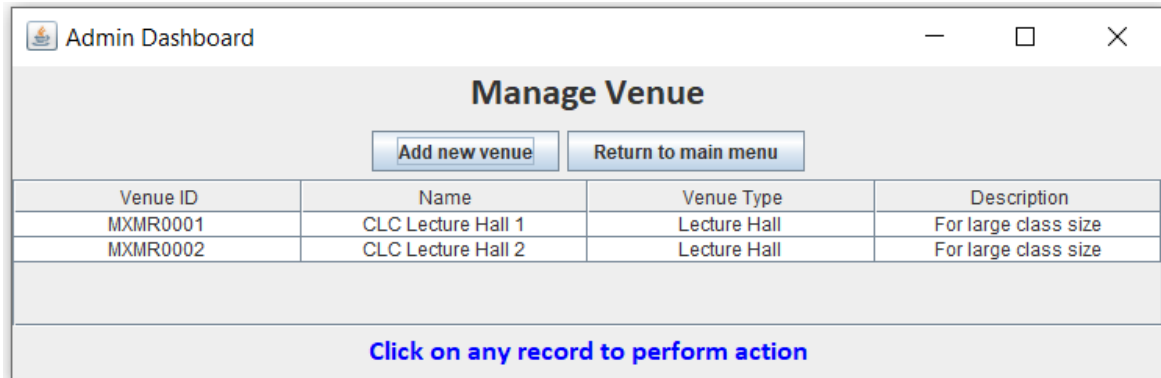 Admin Dashboard
Manage Venue
Add new venue Return to main menu
Venue ID Name Venue Type Description
MXMR0001 CLC Lecture Hall 1 Lecture Hall For large class size
MXMR0002 CLC Lecture Hall 2 Lecture Hall For large class size
Click on any record to perform action